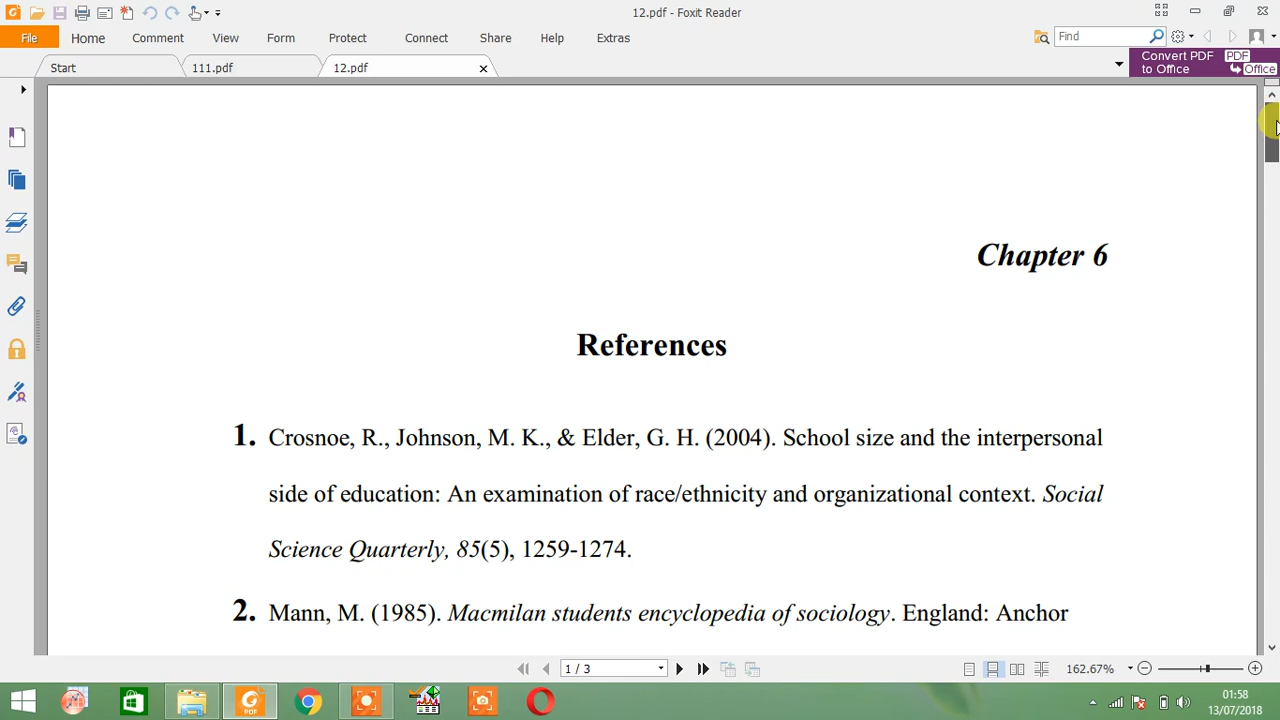 12.pdf - Foxit Reader
File Home Comment View Form Protect Connect Share Help Extras Find
Start 111.pdf 12.pdf
Convert PDF to Office
PDF
Office
Chapter 6
References
1. Crosnoe, R., Johnson, M. K., & Elder, G. H. (2004). School size and the interpersonal
side of education: An examination of race/ethnicity and organizational context. Social
Science Quarterly, 85(5), 1259-1274.
2. Mann, M. (1985). Macmilan students encyclopedia of sociology. England: Anchor
1 / 3
162.67%
PDF
01:58
13/07/2018